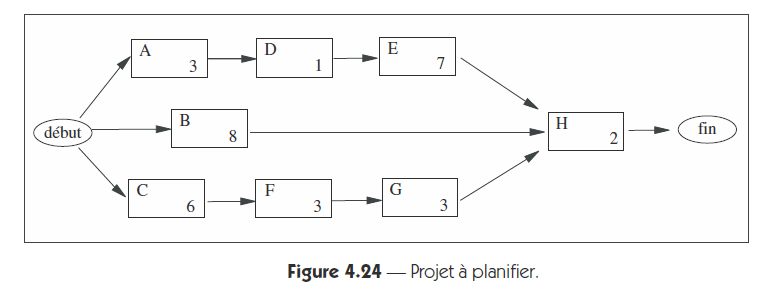 A
3
D
1
E
7
début
B
8
H
2
fin
C
6
F
3
G
3
Figure 4.24 — Projet à planifier.